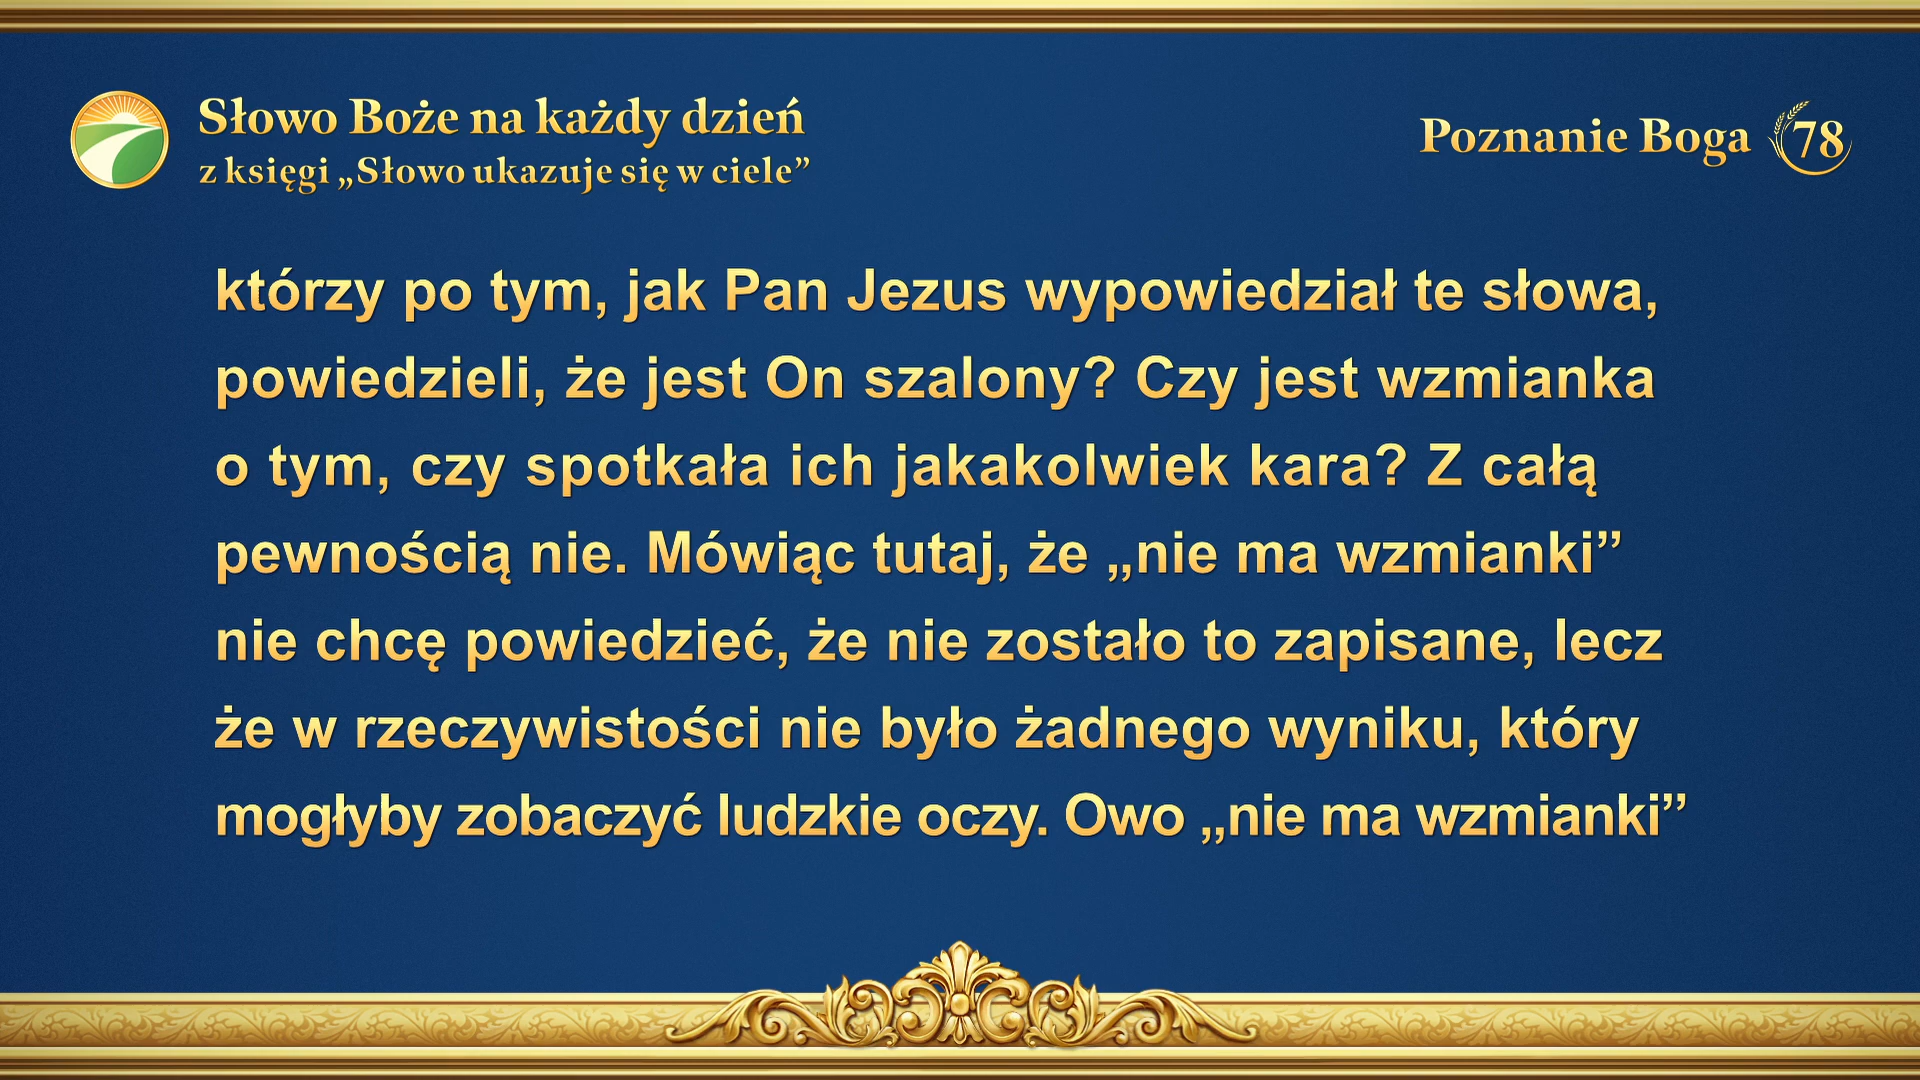 Słowo Boże na każdy dzień
z księgi „Słowo ukazuje się w ciele”
Poznanie Boga 78
którzy po tym, jak Pan Jezus wypowiedział te słowa,
powiedzieli, że jest On szalony? Czy jest wzmianka
o tym, czy spotkała ich jakakolwiek kara? Z całą
pewnością nie. Mówiąc tutaj, że „nie ma wzmianki”
nie chcę powiedzieć, że nie zostało to zapisane, lecz
że w rzeczywistości nie było żadnego wyniku, który
mogłyby zobaczyć ludzkie oczy. Owo „nie ma wzmianki”